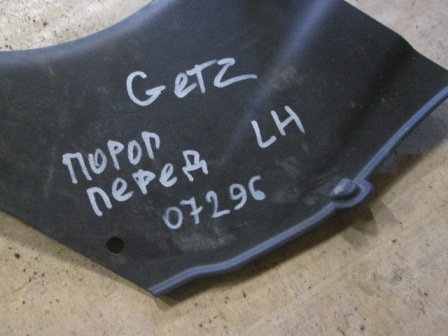 Getz
порог LH
перед
07296